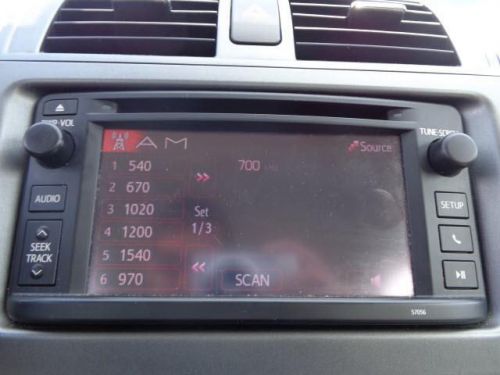 PWR·VOL
TUNE·SCROLL
AM
Source
1 540
700
2 670
AUDIO
SETUP
3 1020
Set
4 1200
1/3
SEEK
TRACK
5 1540
6 970
SCAN
57056